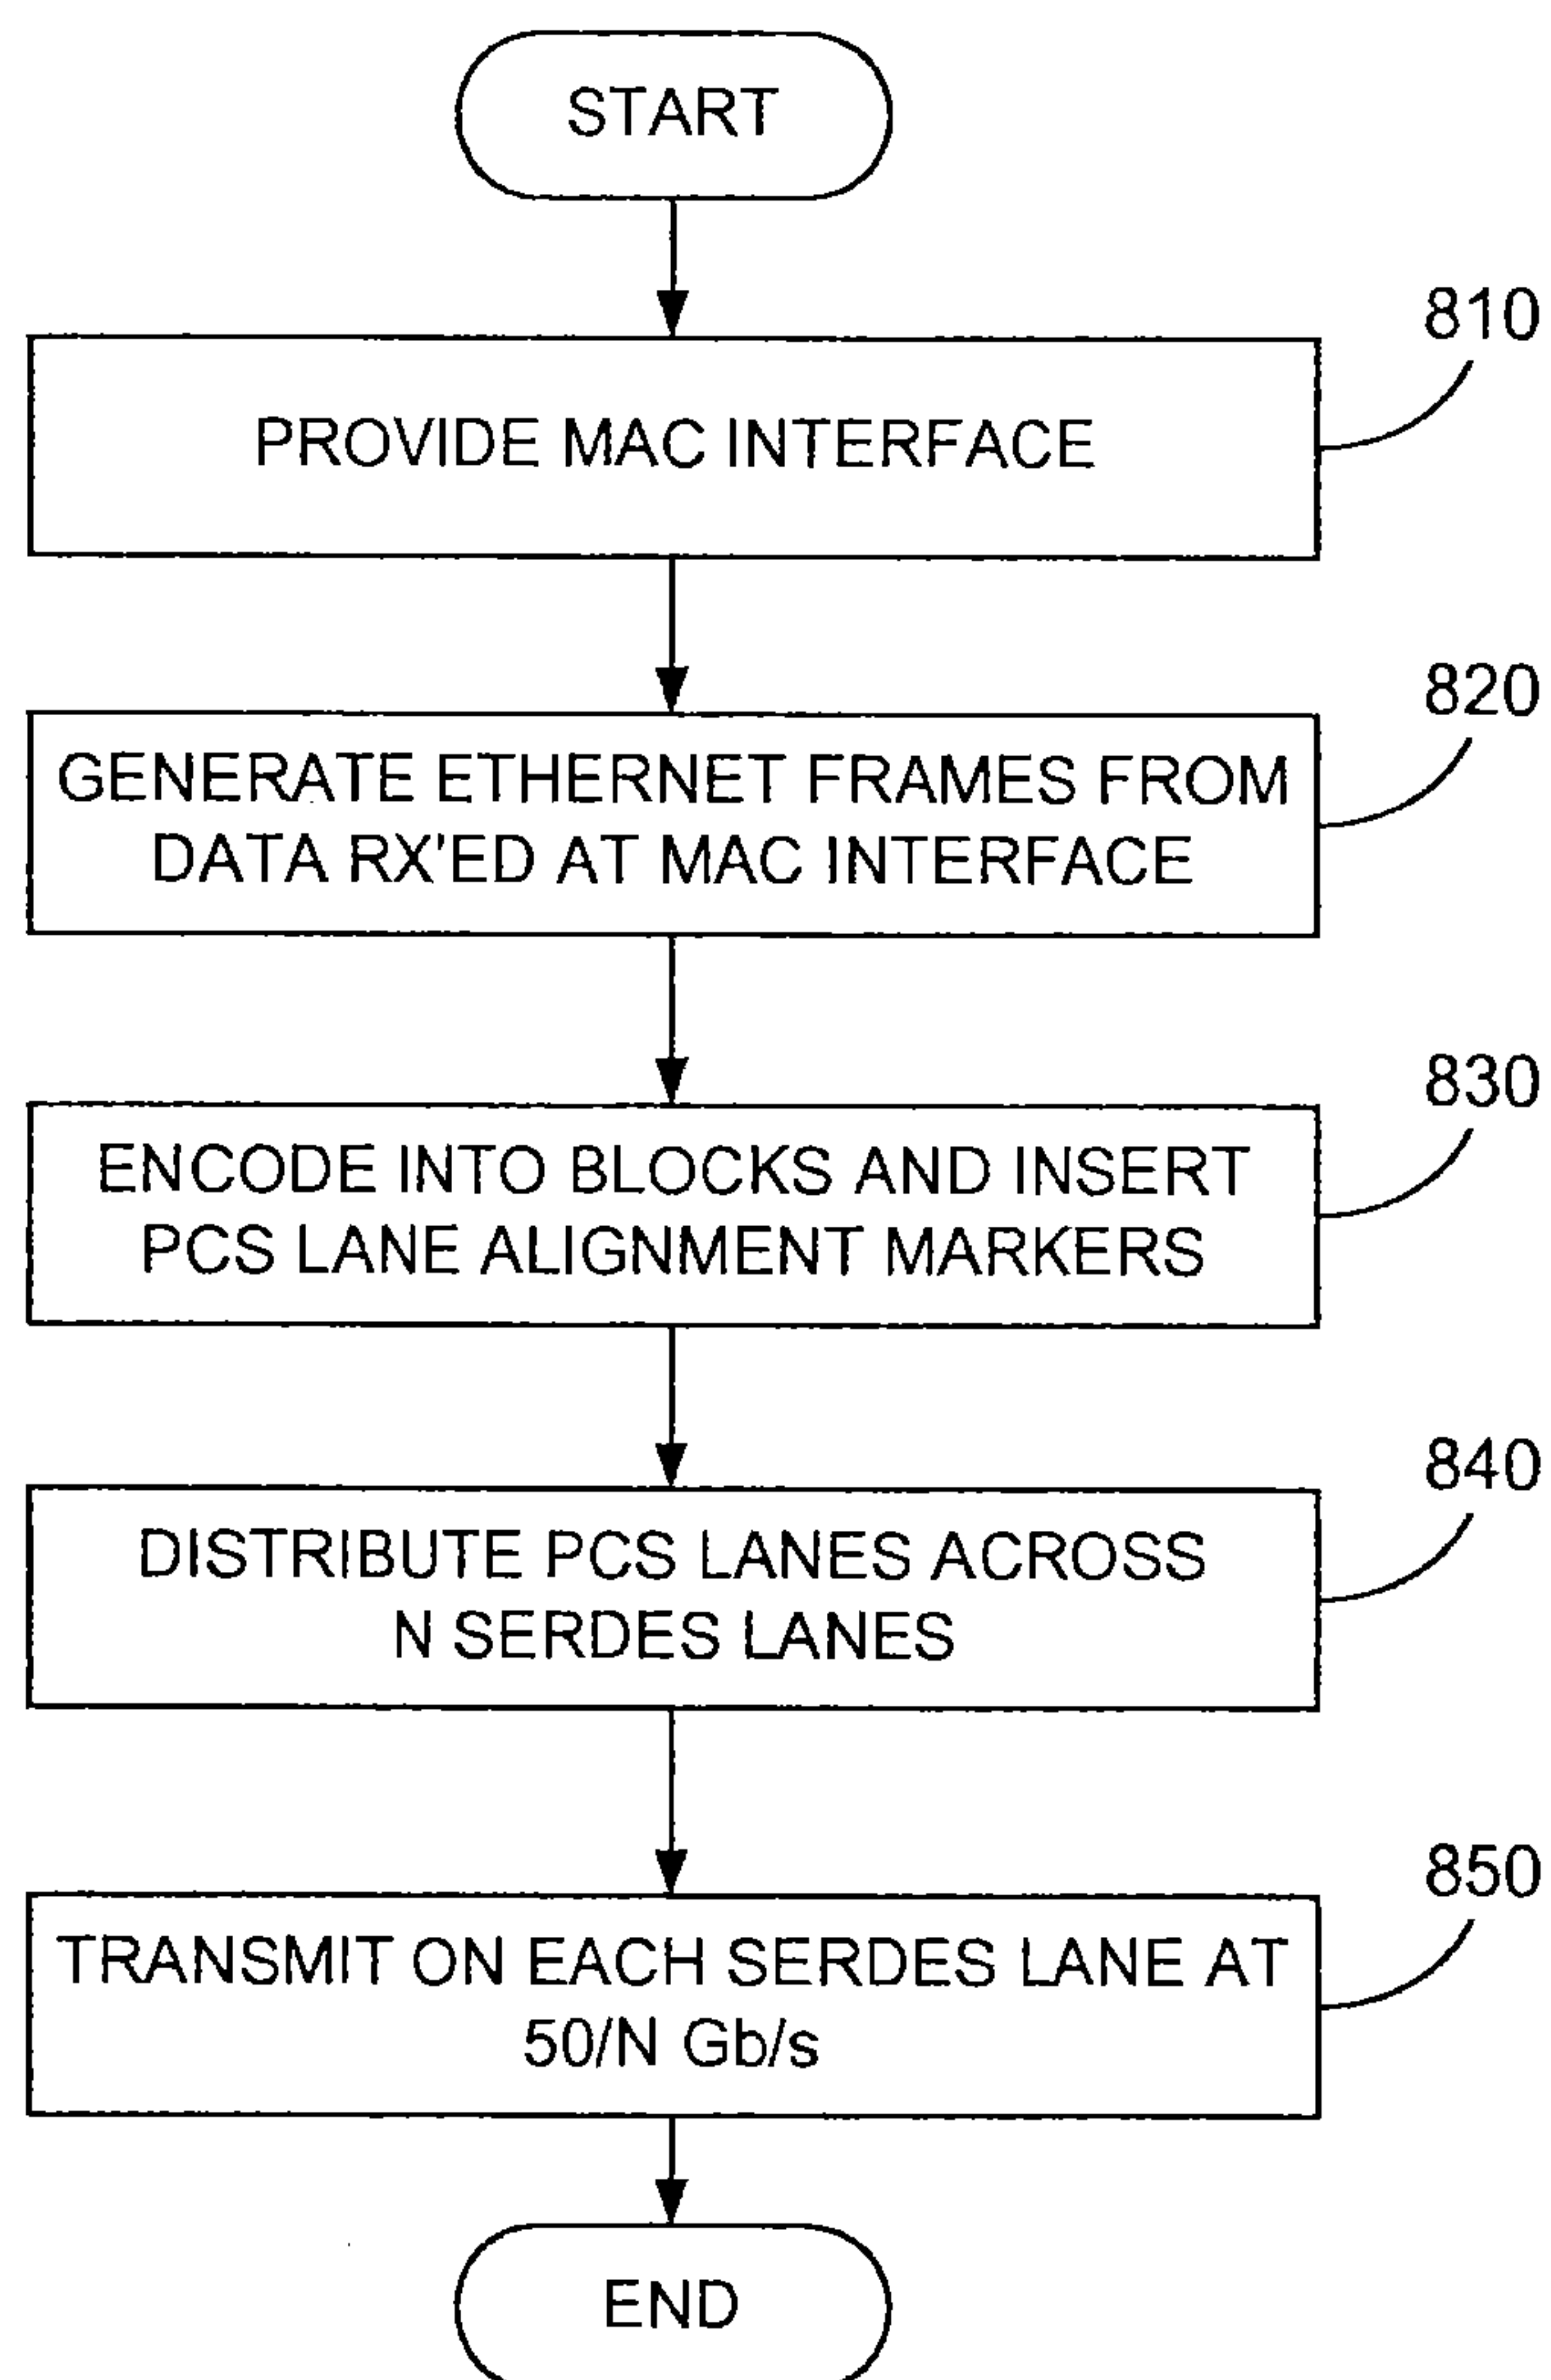 START
810
PROVIDE MAC INTERFACE
820
GENERATE ETHERNET FRAMES FROM
DATA RX'ED AT MAC INTERFACE
830
ENCODE INTO BLOCKS AND INSERT
PCS LANE ALIGNMENT MARKERS
840
DISTRIBUTE PCS LANES ACROSS
N SERDES LANES
850
TRANSMIT ON EACH SERDES LANE AT
50/N Gb/s
END